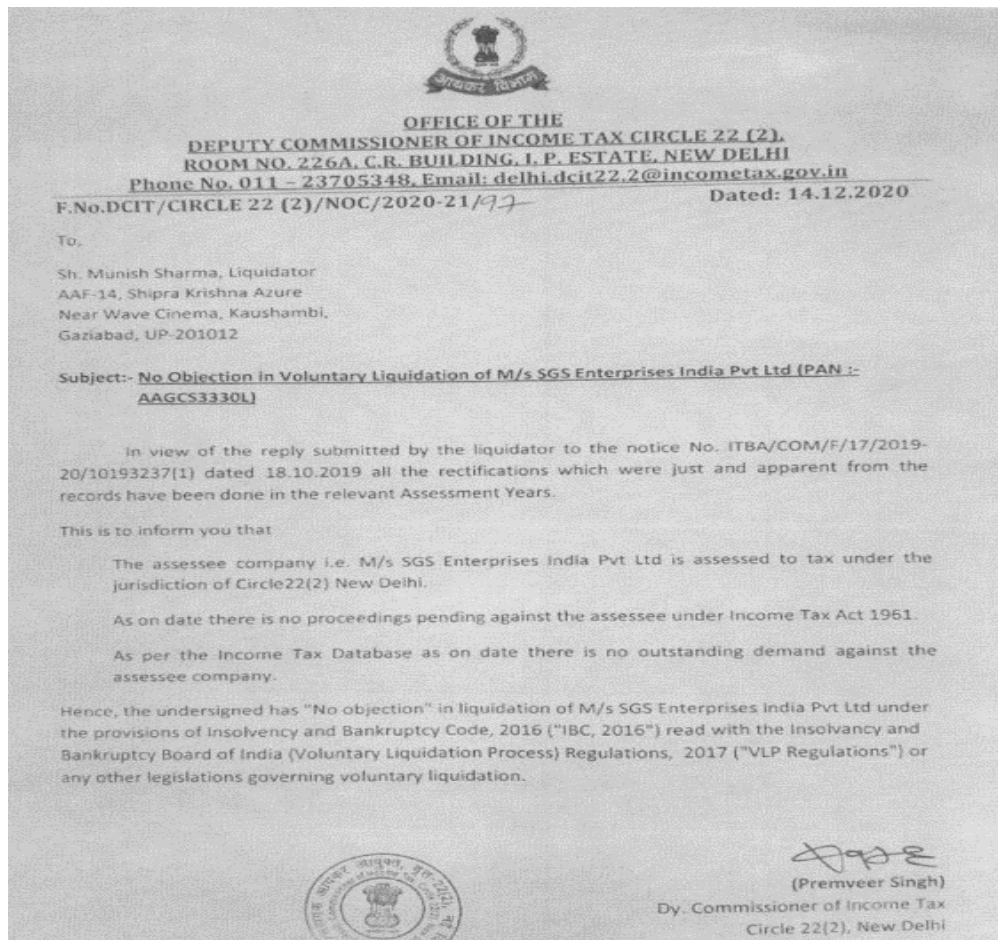 आयकर विभाग
OFFICE OF THE
DEPUTY COMMISSIONER OF INCOME TAX CIRCLE 22 (2),
ROOM NO. 226A, C.R. BUILDING, I. P. ESTATE, NEW DELHI
Phone No. 011 – 23705348, Email: delhi.dcit22.2@incometax.gov.in
F.No.DCIT/CIRCLE 22 (2)/NOC/2020-21/97
Dated: 14.12.2020
To,
Sh. Munish Sharma, Liquidator
AAF-14, Shipra Krishna Azure
Near Wave Cinema, Kaushambi,
Gaziabad, UP-201012
Subject:- No Objection in Voluntary Liquidation of M/s SGS Enterprises India Pvt Ltd (PAN :-
AAGCS3330L)
In view of the reply submitted by the liquidator to the notice No. ITBA/COM/F/17/2019-
20/10193237(1) dated 18.10.2019 all the rectifications which were just and apparent from the
records have been done in the relevant Assessment Years.
This is to inform you that
The assessee company i.e. M/s SGS Enterprises India Pvt Ltd is assessed to tax under the
jurisdiction of Circle22(2) New Delhi.
As on date there is no proceedings pending against the assessee under Income Tax Act 1961.
As per the Income Tax Database as on date there is no outstanding demand against the
assessee company.
Hence, the undersigned has "No objection" in liquidation of M/s SGS Enterprises India Pvt Ltd under
the provisions of Insolvency and Bankruptcy Code, 2016 ("IBC, 2016") read with the Insolvancy and
Bankruptcy Board of India (Voluntary Liquidation Process) Regulations, 2017 ("VLP Regulations") or
any other legislations governing voluntary liquidation.
(Premveer Singh)
Dy. Commissioner of Income Tax
Circle 22(2), New Delhi